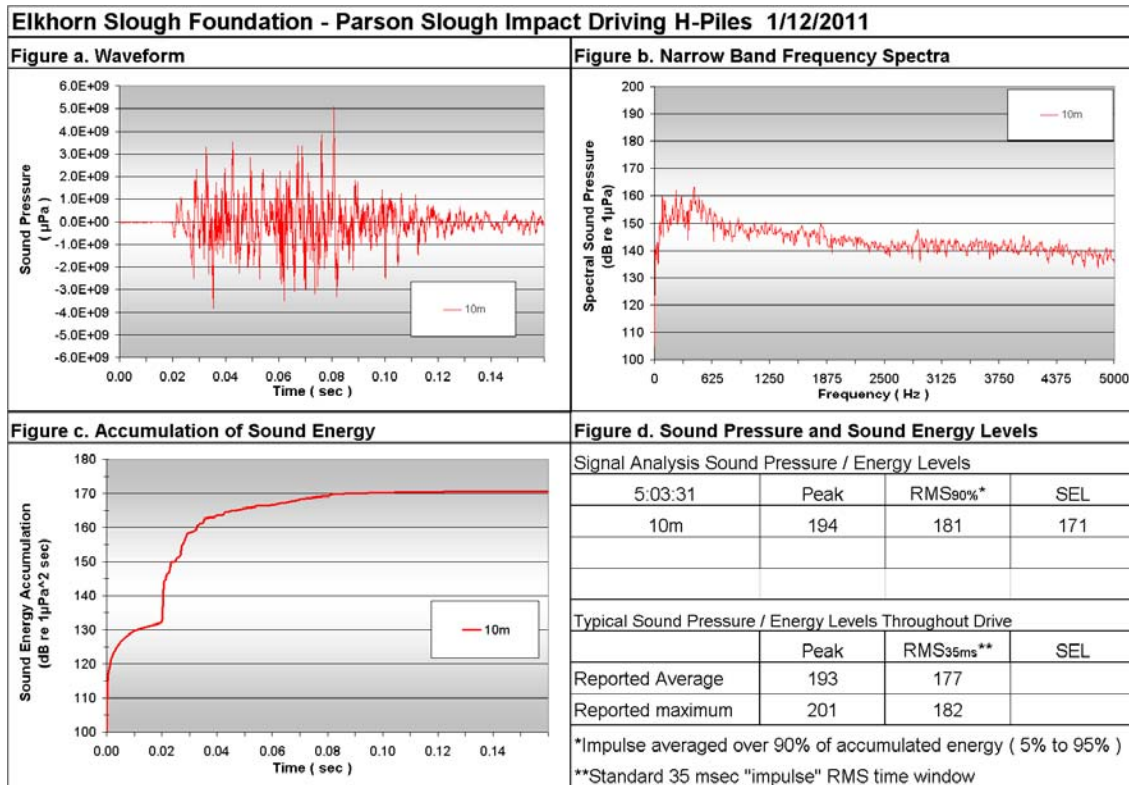 Elkhorn Slough Foundation - Parson Slough Impact Driving H-Piles 1/12/2011
Figure a. Waveform
6.0E+09
5.0E+09
4.0E+09
3.0E+09
2.0E+09
1.0E+09
0.0E+00
-1.0E+09
-2.0E+09
-3.0E+09
-4.0E+09
-5.0E+09
-6.0E+09
Sound Pressure
( µPa )
10m
0.00 0.02 0.04 0.06 0.08 0.10 0.12 0.14
Time ( sec )
Figure b. Narrow Band Frequency Spectra
200
190
180
170
160
150
140
130
120
110
100
Spectral Sound Pressure
(dB re 1µPa)
10m
0 625 1250 1875 2500 3125 3750 4375 5000
Frequency ( Hz )
Figure c. Accumulation of Sound Energy
180
170
160
150
140
130
120
110
100
Sound Energy Accumulation
(dB re 1µPa^2 sec)
10m
0.00 0.02 0.04 0.06 0.08 0.10 0.12 0.14
Time ( sec )
Figure d. Sound Pressure and Sound Energy Levels
Signal Analysis Sound Pressure / Energy Levels
5:03:31 Peak RMS90%* SEL
10m 194 181 171
Typical Sound Pressure / Energy Levels Throughout Drive
Peak RMS35ms** SEL
Reported Average 193 177
Reported maximum 201 182
*Impulse averaged over 90% of accumulated energy ( 5% to 95% )
**Standard 35 msec "impulse" RMS time window